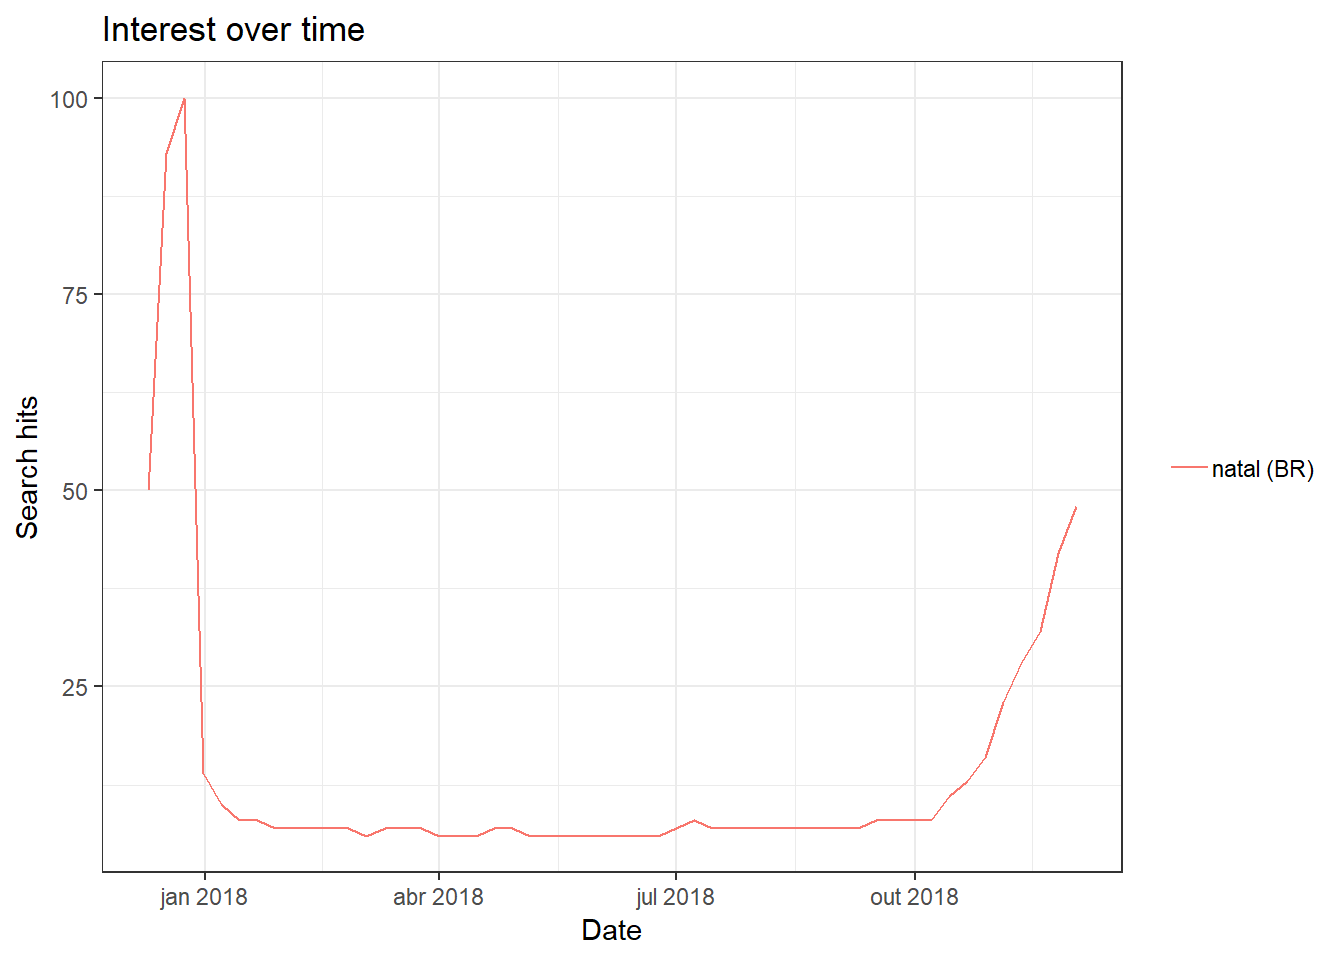 Interest over time
100
75
50
25
Search hits
jan 2018
abr 2018
jul 2018
out 2018
Date
natal (BR)